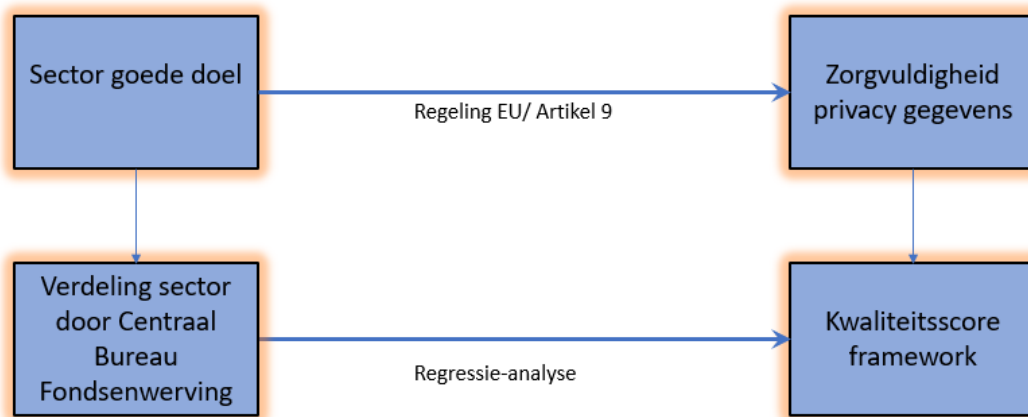 Sector goede doel
Regeling EU/ Artikel 9
Zorgvuldigheid
privacy gegevens
Verdeling sector
door Centraal
Bureau
Fondsenwerving
Regressie-analyse
Kwaliteitsscore
framework